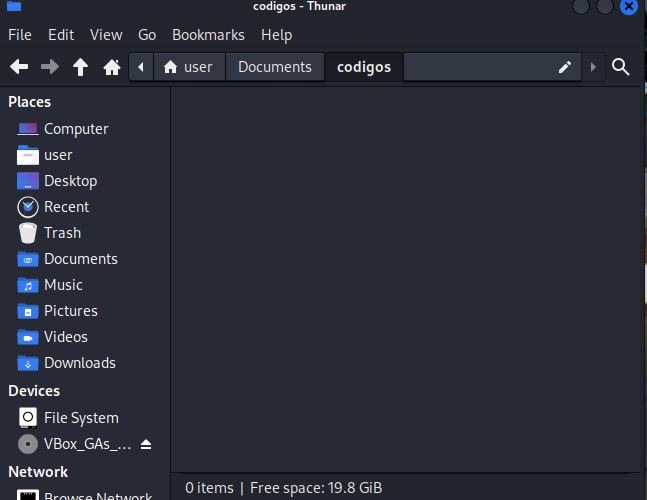 codigos - Thunar
File Edit View Go Bookmarks Help
user Documents codigos
Places
Computer
user
Desktop
Recent
Trash
Documents
Music
Pictures
Videos
Downloads
Devices
File System
VBox_GAs_...
Network
Browse Network
0 items | Free space: 19.8 GiB